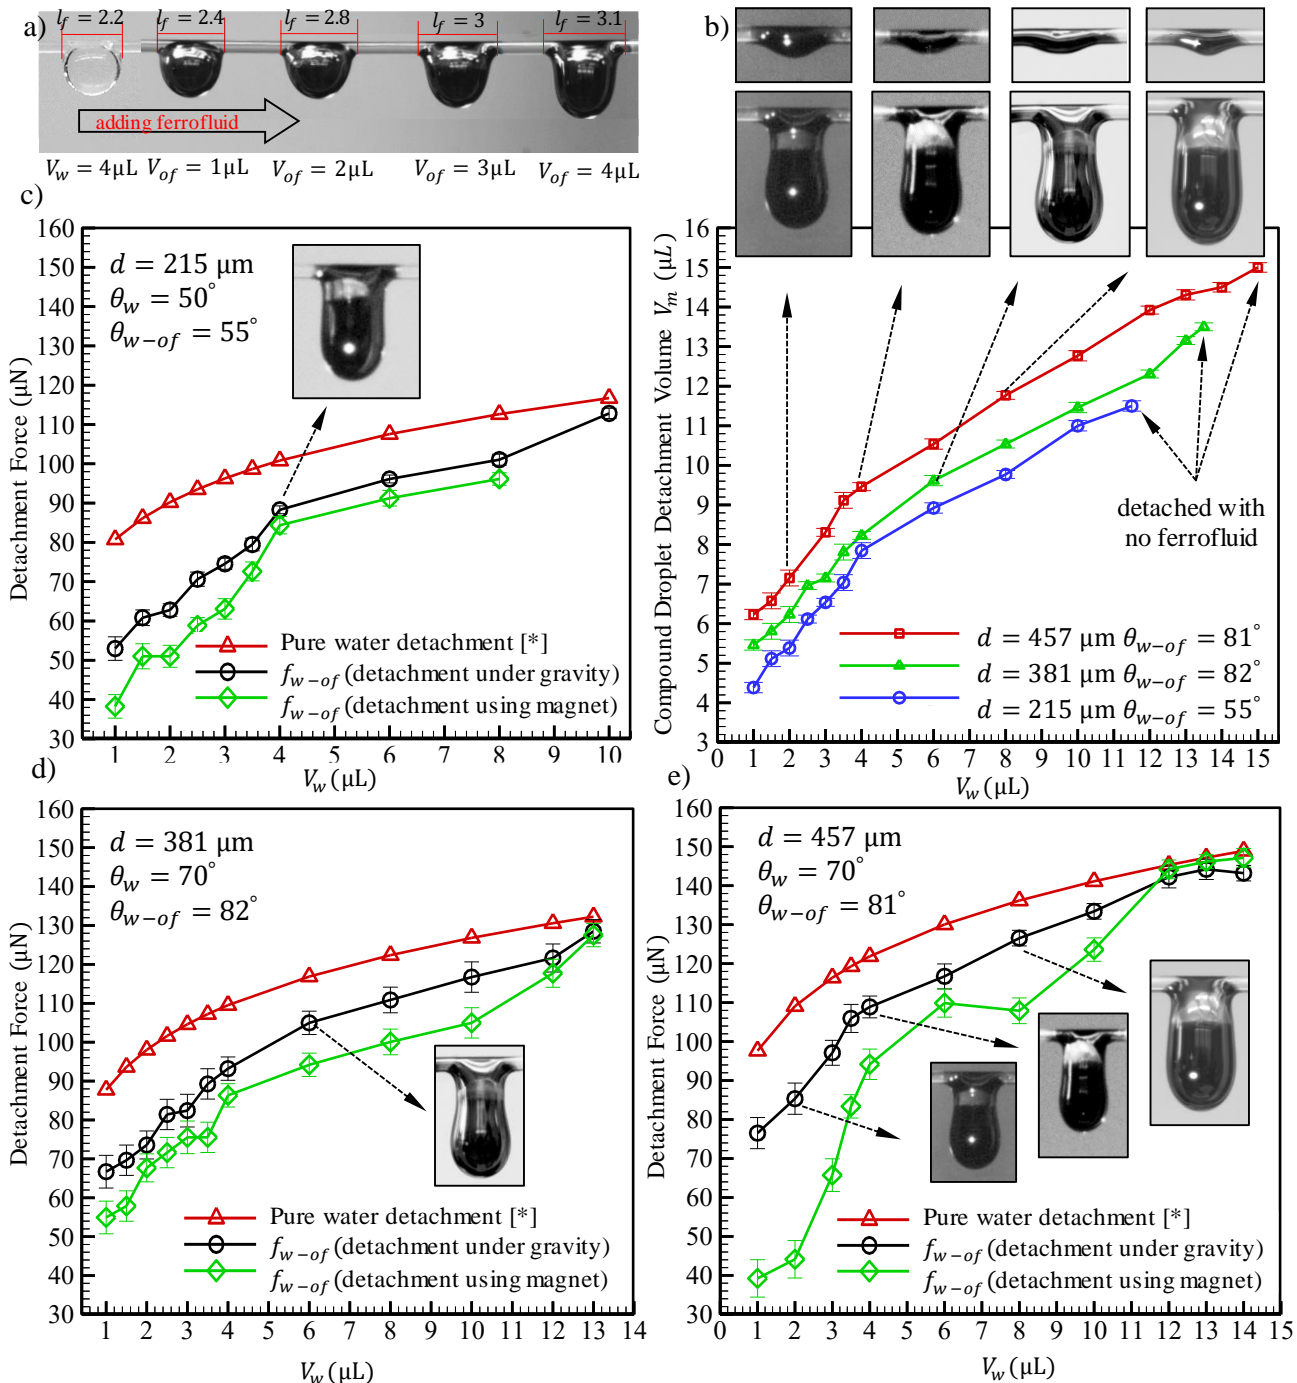 a)
l_f = 2.2
l_f = 2.4
l_f = 2.8
l_f = 3
l_f = 3.1
adding ferrofluid
V_w = 4μL
V_of = 1μL
V_of = 2μL
V_of = 3μL
V_of = 4μL
b)
16
15
14
13
12
11
10
9
8
7
6
5
4
3
Compound Droplet Detachment Volume V_m (μL)
detached with
no ferrofluid
d = 457 μm θ_w−of = 81°
d = 381 μm θ_w−of = 82°
d = 215 μm θ_w−of = 55°
0 1 2 3 4 5 6 7 8 9 10 11 12 13 14 15
V_w (μL)
c)
160
150
140
130
120
110
100
90
80
70
60
50
40
30
Detachment Force (μN)
d = 215 μm
θ_w = 50°
θ_w−of = 55°
Pure water detachment [*]
f_w−of (detachment under gravity)
f_w−of (detachment using magnet)
1 2 3 4 5 6 7 8 9 10
V_w (μL)
d)
160
150
140
130
120
110
100
90
80
70
60
50
40
30
Detachment Force (μN)
d = 381 μm
θ_w = 70°
θ_w−of = 82°
Pure water detachment [*]
f_w−of (detachment under gravity)
f_w−of (detachment using magnet)
1 2 3 4 5 6 7 8 9 10 11 12 13 14
V_w (μL)
e)
160
150
140
130
120
110
100
90
80
70
60
50
40
30
Detachment Force (μN)
d = 457 μm
θ_w = 70°
θ_w−of = 81°
Pure water detachment [*]
f_w−of (detachment under gravity)
f_w−of (detachment using magnet)
0 1 2 3 4 5 6 7 8 9 10 11 12 13 14 15
V_w (μL)